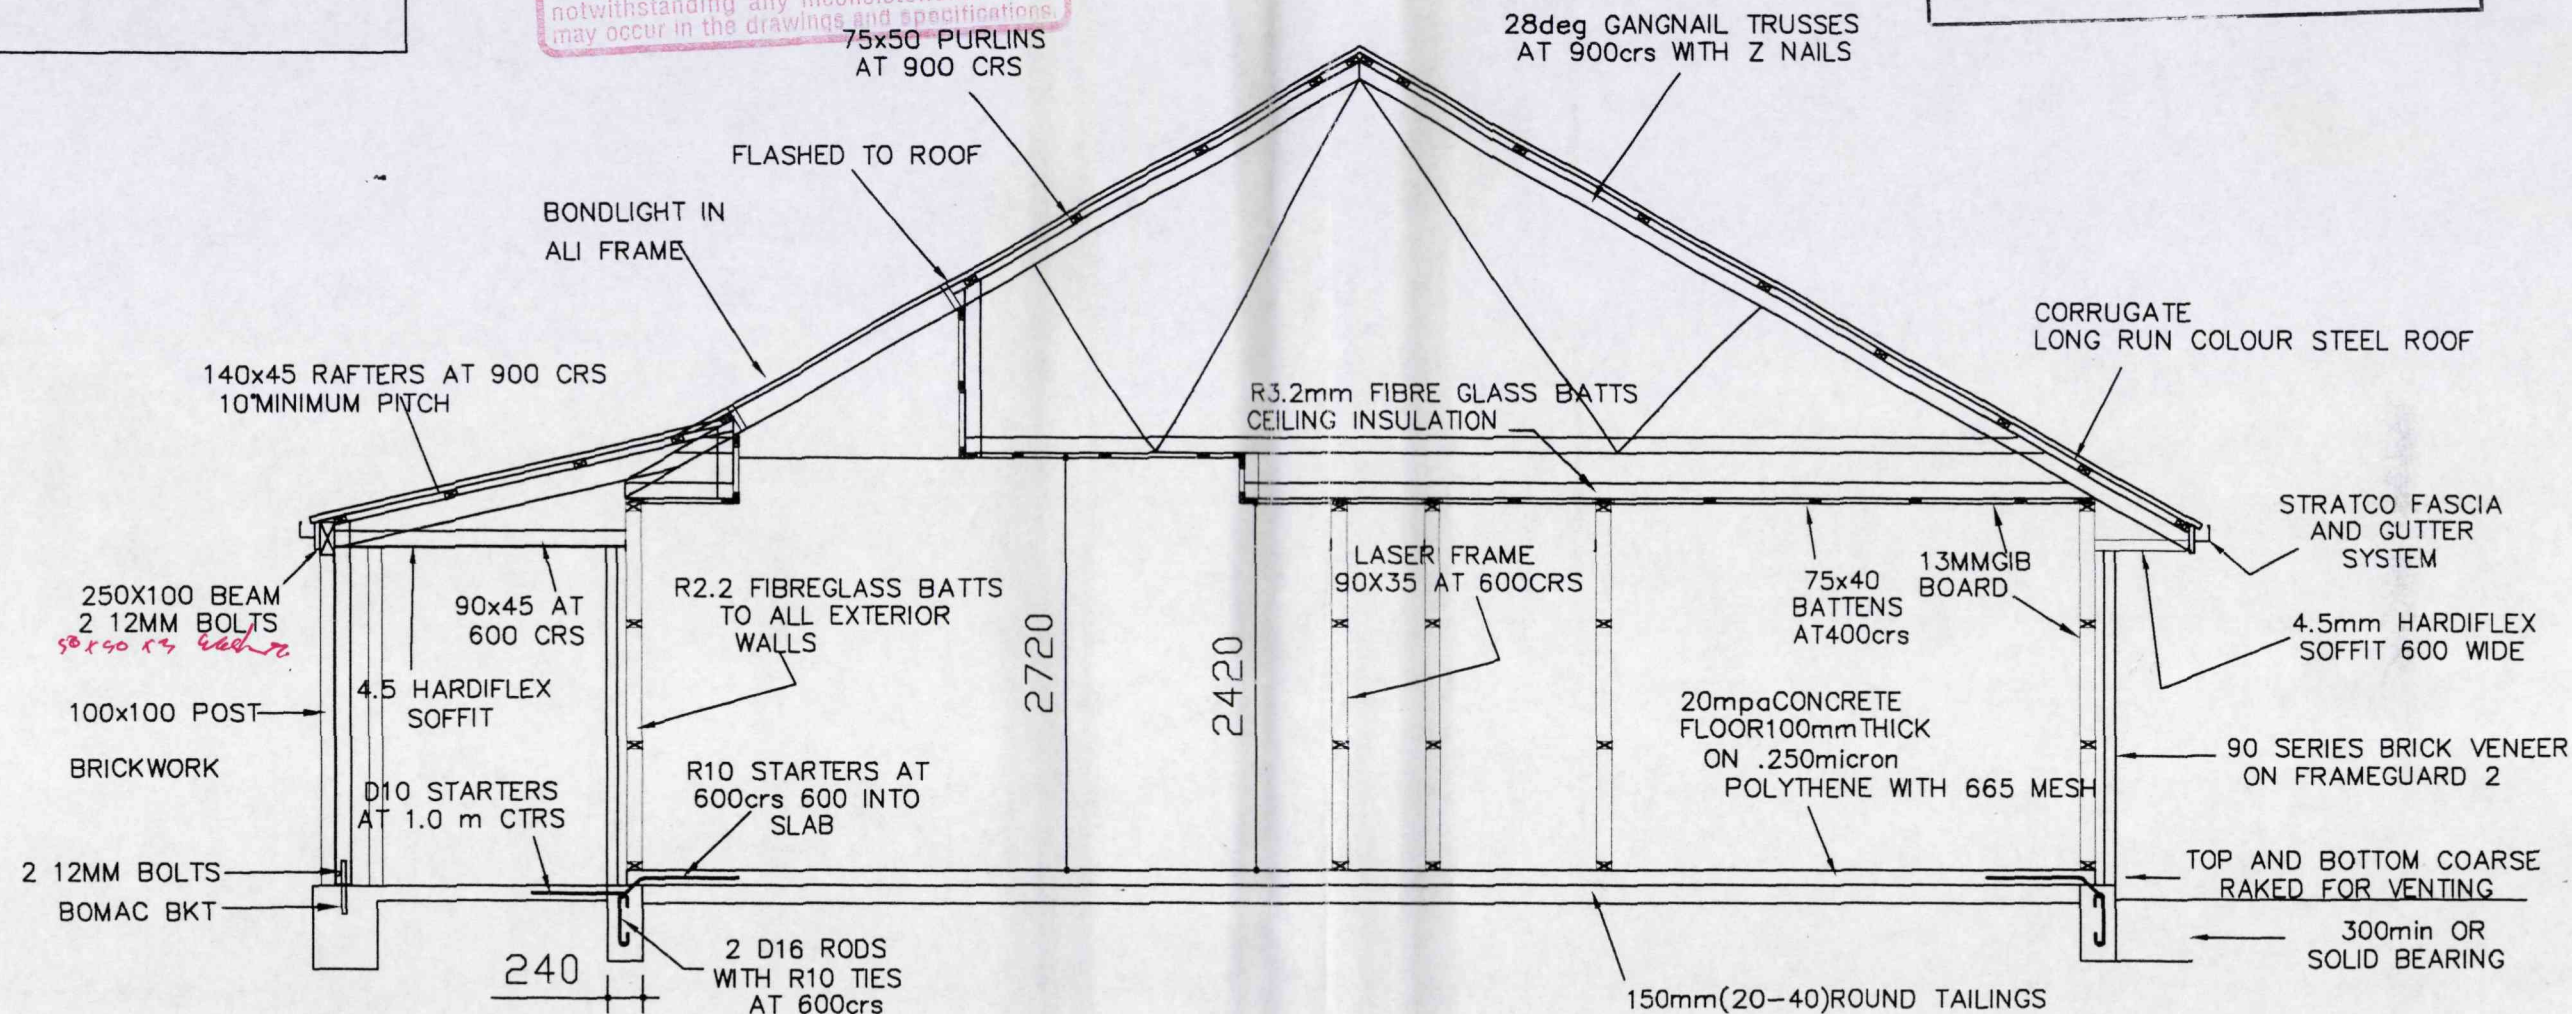 notwithstanding any
may occur in the drawings and specifications.
75x50 PURLINS
AT 900 CRS
28deg GANGNAIL TRUSSES
AT 900crs WITH Z NAILS
FLASHED TO ROOF
BONDLIGHT IN
ALI FRAME
CORRUGATE
LONG RUN COLOUR STEEL ROOF
140x45 RAFTERS AT 900 CRS
10°MINIMUM PITCH
R3.2mm FIBRE GLASS BATTS
CEILING INSULATION
STRATCO FASCIA
AND GUTTER
SYSTEM
250X100 BEAM
2 12MM BOLTS
50x50 x3
90x45 AT
600 CRS
R2.2 FIBREGLASS BATTS
TO ALL EXTERIOR
WALLS
LASER FRAME
90X35 AT 600CRS
75x40
BATTENS
AT400crs
13MMGIB
BOARD
4.5mm HARDIFLEX
SOFFIT 600 WIDE
2720
2420
4.5 HARDIFLEX
SOFFIT
100x100 POST
BRICKWORK
20mpaCONCRETE
FLOOR100mmTHICK
ON .250micron
POLYTHENE WITH 665 MESH
90 SERIES BRICK VENEER
ON FRAMEGUARD 2
D10 STARTERS
AT 1.0 m CTRS
R10 STARTERS AT
600crs 600 INTO
SLAB
2 12MM BOLTS
BOMAC BKT
TOP AND BOTTOM COARSE
RAKED FOR VENTING
300min OR
SOLID BEARING
240
2 D16 RODS
WITH R10 TIES
AT 600crs
150mm(20-40)ROUND TAILINGS